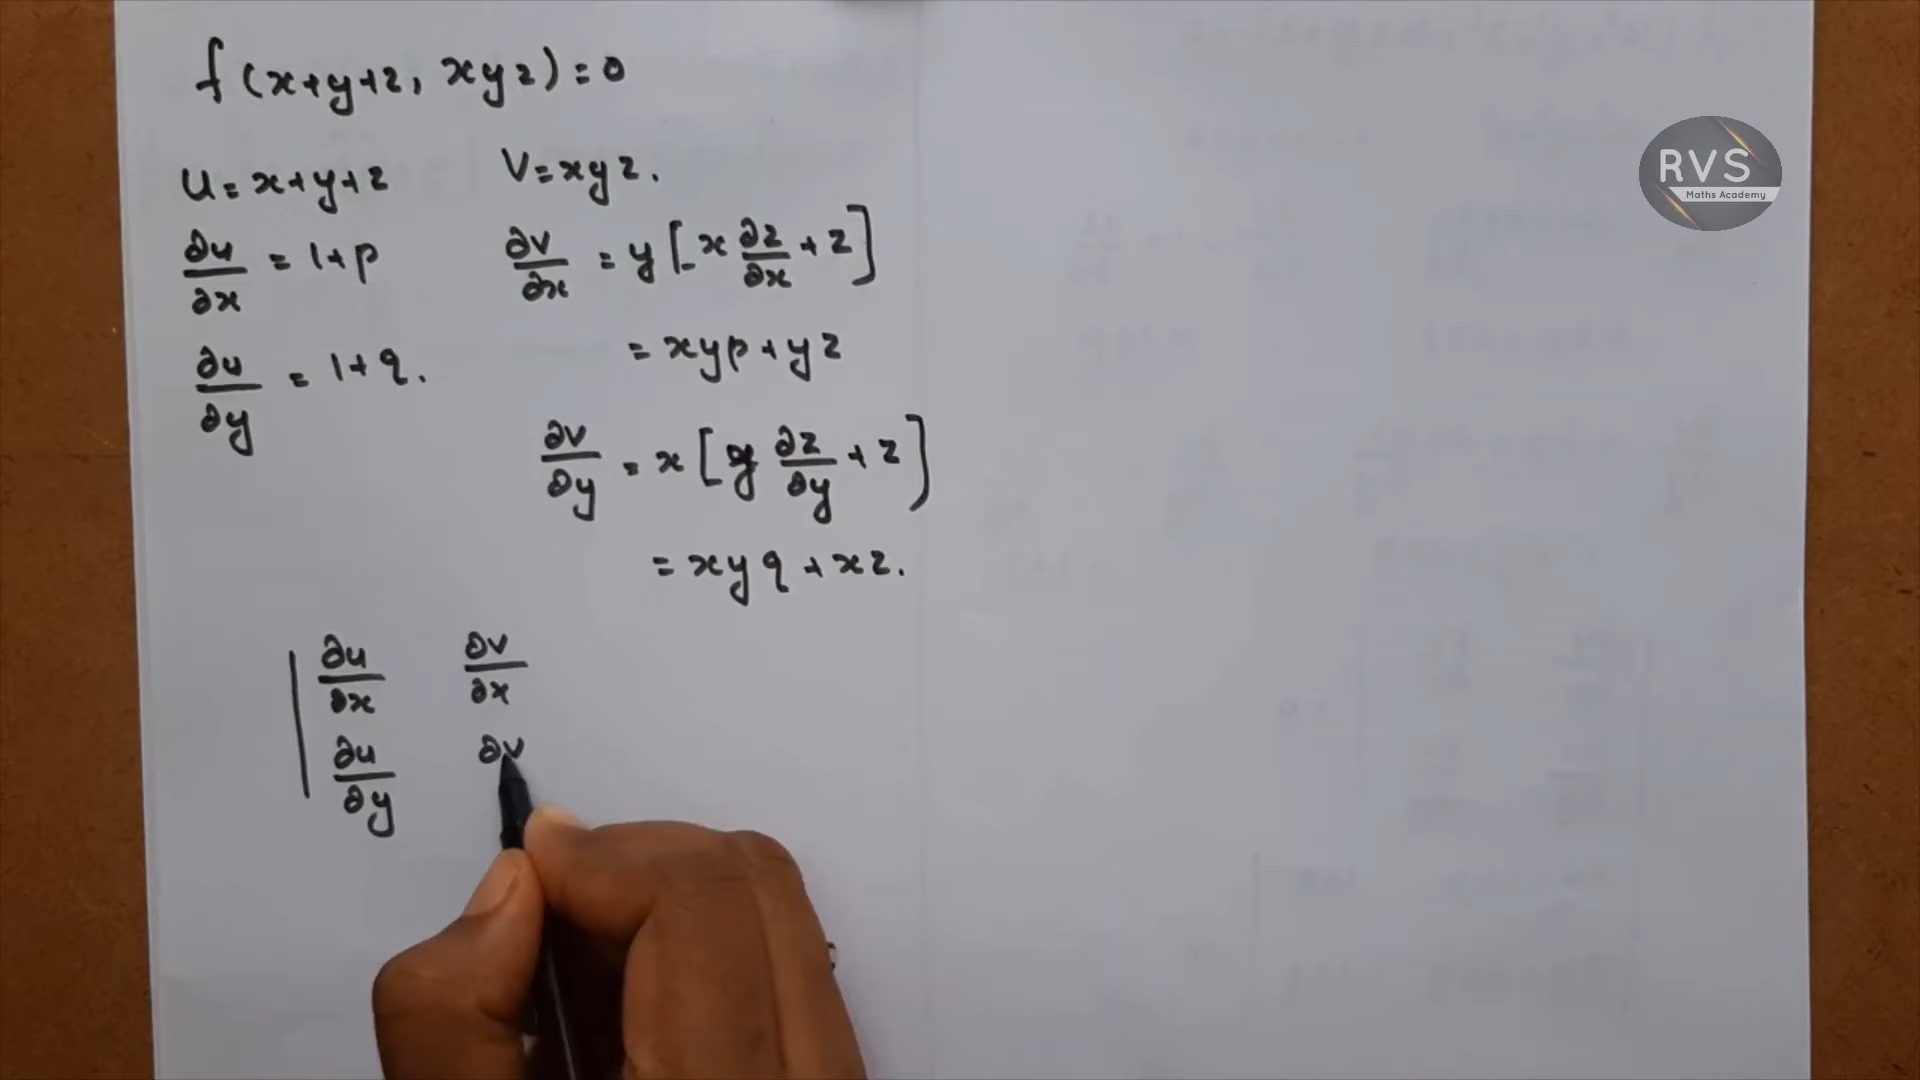 f(x+y+z, xyz)=0
u=x+y+z    v=xyz.
∂u/∂x = 1+p    ∂v/∂x = y[x ∂z/∂x + z]
= xyp+yz
∂u/∂y = 1+q.
∂v/∂y = x[y ∂z/∂y + z]
= xyq+xz.
| ∂u/∂x    ∂v/∂x
∂u/∂y    ∂v
RVS
Maths Academy